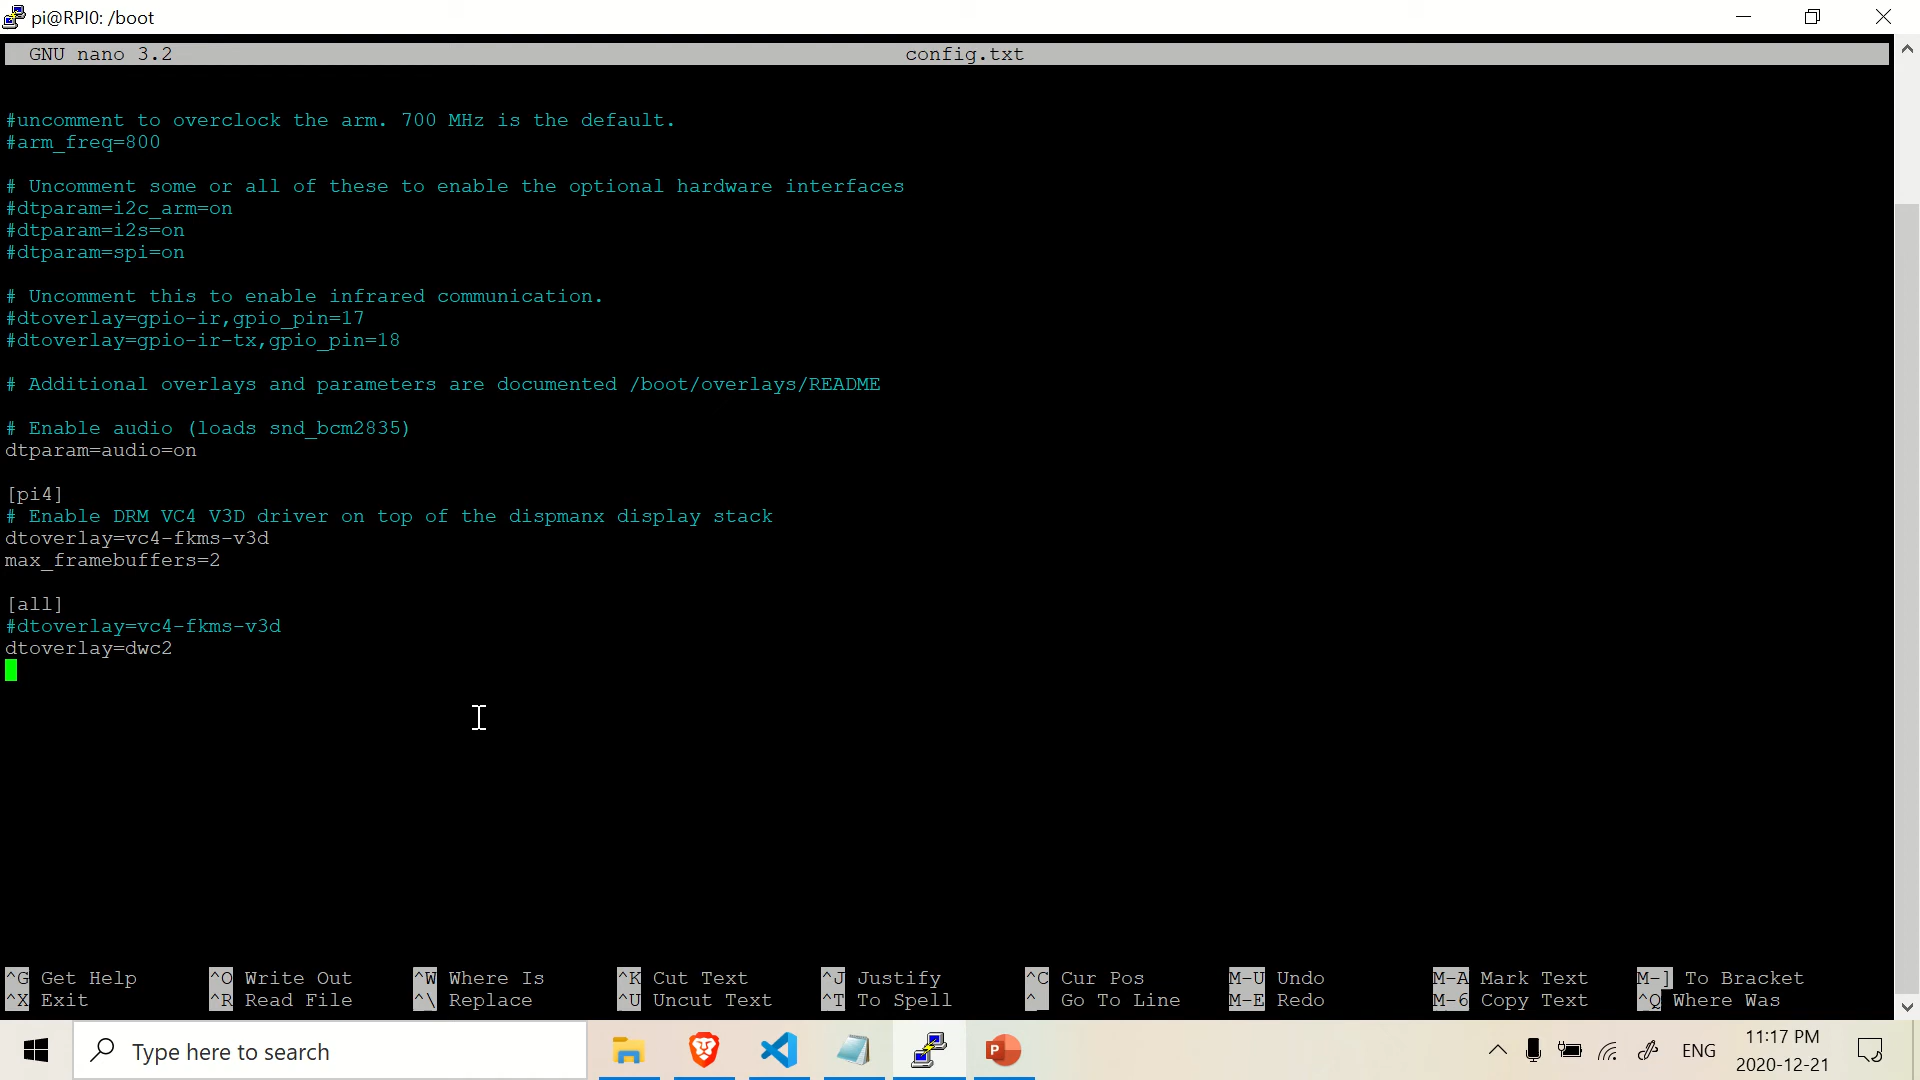 pi@RPI0: /boot
GNU nano 3.2 config.txt
#uncomment to overclock the arm. 700 MHz is the default.
#arm_freq=800
# Uncomment some or all of these to enable the optional hardware interfaces
#dtparam=i2c_arm=on
#dtparam=i2s=on
#dtparam=spi=on
# Uncomment this to enable infrared communication.
#dtoverlay=gpio-ir,gpio_pin=17
#dtoverlay=gpio-ir-tx,gpio_pin=18
# Additional overlays and parameters are documented /boot/overlays/README
# Enable audio (loads snd_bcm2835)
dtparam=audio=on
[pi4]
# Enable DRM VC4 V3D driver on top of the dispmanx display stack
dtoverlay=vc4-fkms-v3d
max_framebuffers=2
[all]
#dtoverlay=vc4-fkms-v3d
dtoverlay=dwc2
^G Get Help ^O Write Out ^W Where Is ^K Cut Text ^J Justify ^C Cur Pos M-U Undo M-A Mark Text M-] To Bracket
^X Exit ^R Read File ^\ Replace ^U Uncut Text ^T To Spell ^_ Go To Line M-E Redo M-6 Copy Text ^Q Where Was
Type here to search P ENG 11:17 PM
2020-12-21